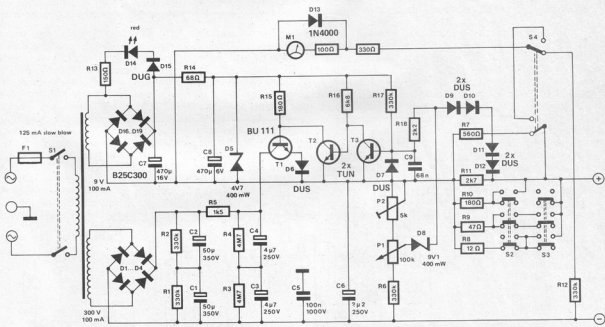 D13
1N4000
M1
100Ω
330Ω
S4
red
D14
D15
DUG
R13
150Ω
R14
68Ω
R15
180Ω
R16
6k8
R17
330k
R18
2k2
2x
DUS
D9
D10
R7
560Ω
125 mA slow blow
F1
S1
D16...D19
B25C300
C7
470µ
16V
C8
470µ
6V
D5
4V7
400 mW
BU 111
T1
D6
DUS
T2
T3
2x
TUN
D7
DUS
C9
68n
D11
D12
2x
DUS
R11
2k7
9 V
100 mA
R5
1k5
P2
5k
R10
180Ω
R9
47Ω
R8
12Ω
S2
S3
D1...D4
R2
330k
C2
50µ
350V
R4
4M7
C4
4µ7
250V
P1
100k
D8
9V1
400 mW
300 V
100 mA
R1
330k
C1
50µ
350V
R3
4M7
C3
4µ7
250V
C5
100n
1000V
C6
2µ2
250V
R6
330k
R12
330k